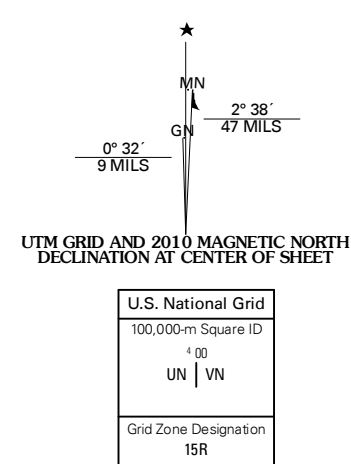 ★
MN
2° 38´
47 MILS
GN
0° 32´
9 MILS
UTM GRID AND 2010 MAGNETIC NORTH
DECLINATION AT CENTER OF SHEET
U.S. National Grid
100,000-m Square ID
4 00
UN | VN
Grid Zone Designation
15R